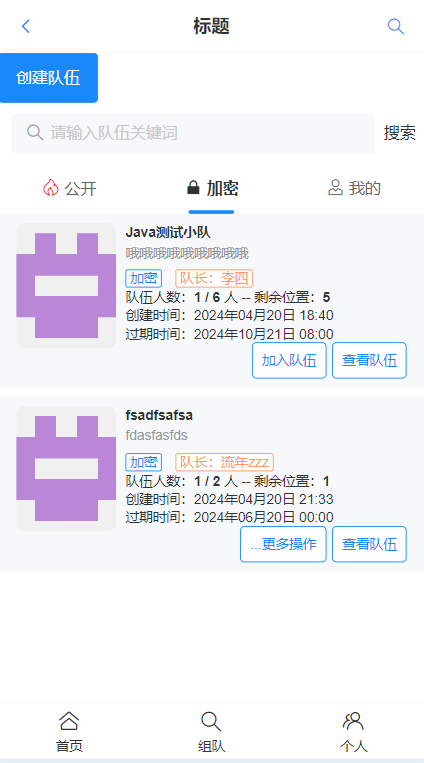 标题
创建队伍
请输入队伍关键词 搜索
公开 加密 我的
Java测试小队
哦哦哦哦哦哦哦哦哦
加密 队长：李四
队伍人数：1 / 6 人 -- 剩余位置：5
创建时间：2024年04月20日 18:40
过期时间：2024年10月21日 08:00
加入队伍 查看队伍
fsadfsafsa
fdasfasfds
加密 队长：流年zzz
队伍人数：1 / 2 人 -- 剩余位置：1
创建时间：2024年04月20日 21:33
过期时间：2024年06月20日 00:00
...更多操作 查看队伍
首页 组队 个人